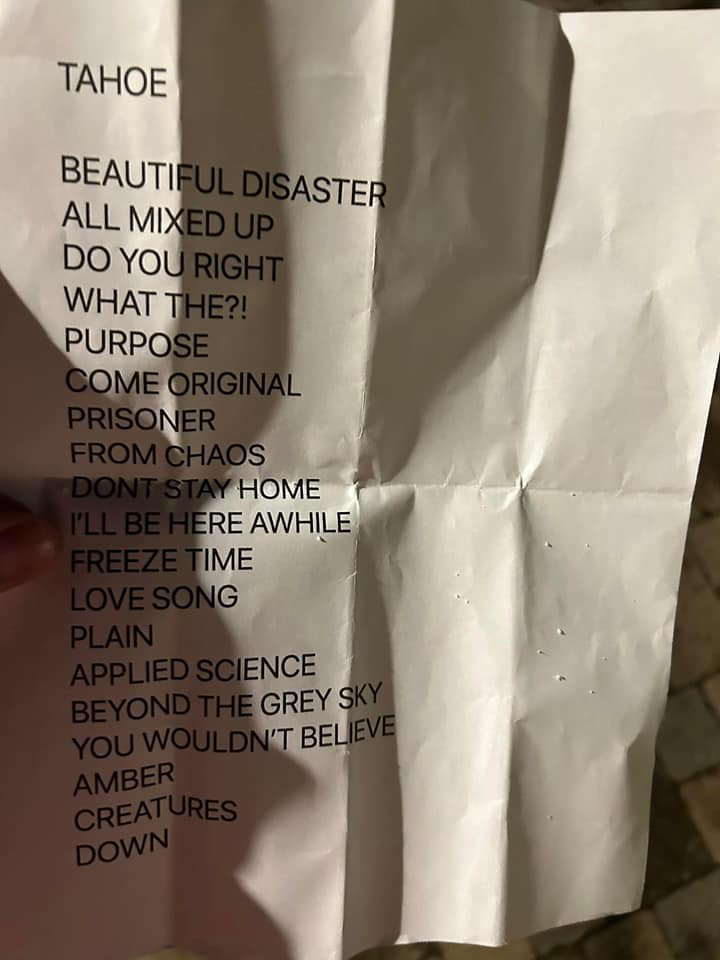 TAHOE
BEAUTIFUL DISASTER
ALL MIXED UP
DO YOU RIGHT
WHAT THE?!
PURPOSE
COME ORIGINAL
PRISONER
FROM CHAOS
DONT STAY HOME
I'LL BE HERE AWHILE
FREEZE TIME
LOVE SONG
PLAIN
APPLIED SCIENCE
BEYOND THE GREY SKY
YOU WOULDN'T BELIEVE
AMBER
CREATURES
DOWN